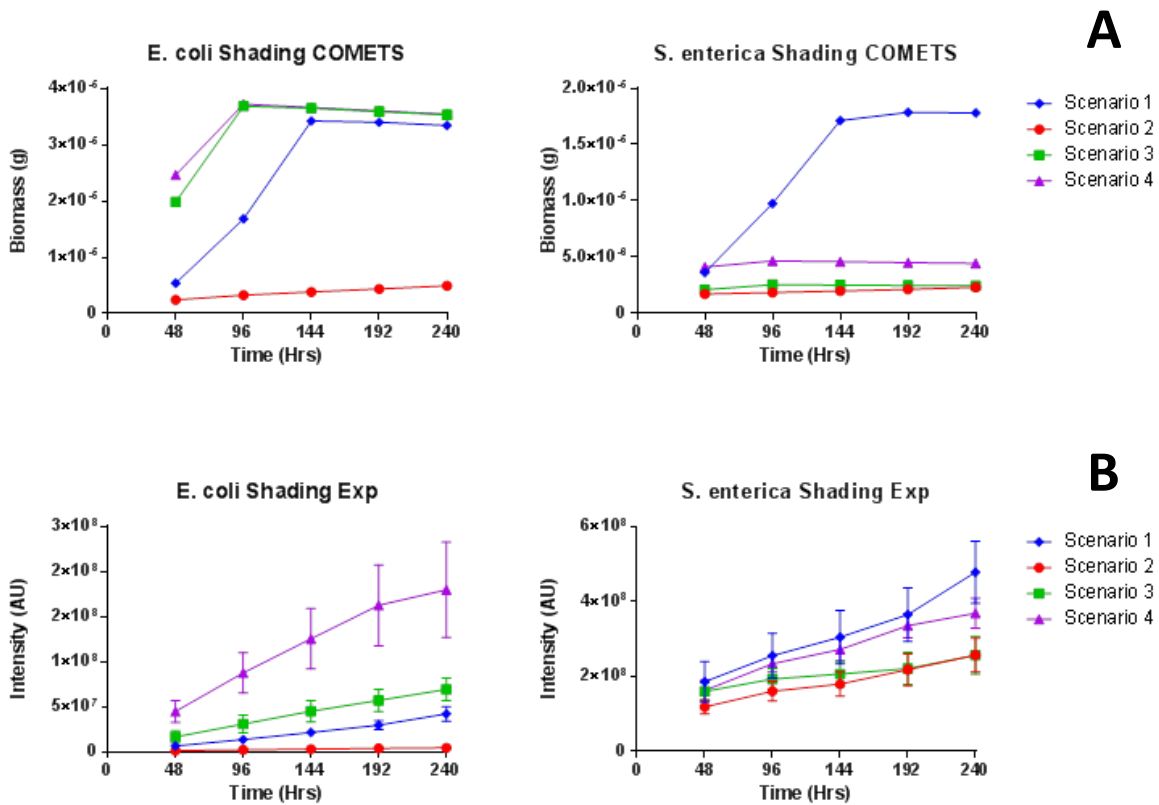 A
E. coli Shading COMETS
4×10⁻⁶
3×10⁻⁶
2×10⁻⁶
1×10⁻⁶
0
Biomass (g)
0 48 96 144 192 240
Time (Hrs)
S. enterica Shading COMETS
2.0×10⁻⁶
1.5×10⁻⁶
1.0×10⁻⁶
5.0×10⁻⁸
0
Biomass (g)
0 48 96 144 192 240
Time (Hrs)
Scenario 1
Scenario 2
Scenario 3
Scenario 4
B
E. coli Shading Exp
3×10⁸
2×10⁸
2×10⁸
1×10⁸
5×10⁷
0
Intensity (AU)
0 48 96 144 192 240
Time (Hrs)
S. enterica Shading Exp
6×10⁸
4×10⁸
2×10⁸
0
Intensity (AU)
0 48 96 144 192 240
Time (Hrs)
Scenario 1
Scenario 2
Scenario 3
Scenario 4